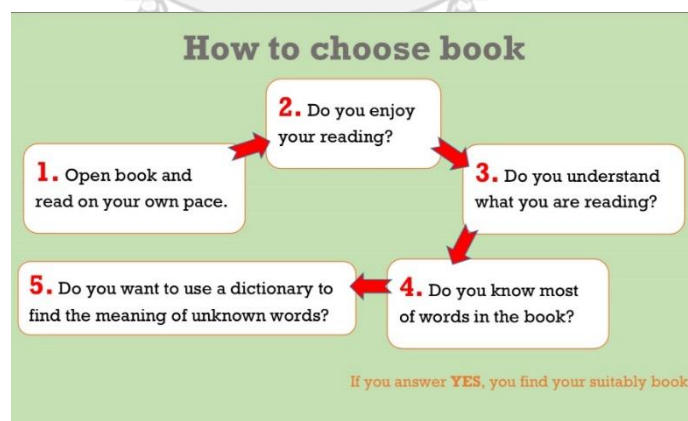 How to choose book
1. Open book and
read on your own pace.
2. Do you enjoy
your reading?
3. Do you understand
what you are reading?
4. Do you know most
of words in the book?
5. Do you want to use a dictionary to
find the meaning of unknown words?
If you answer YES, you find your suitably book